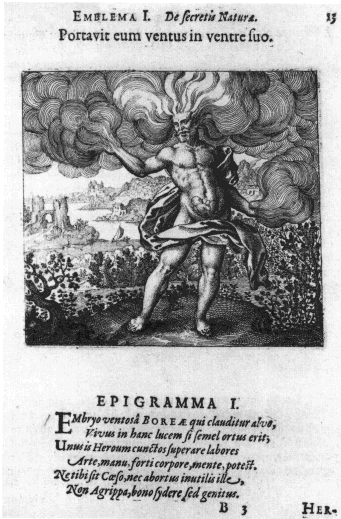 EMBLEMA I. De secretis Naturæ. 13
Portavit eum ventus in ventre suo.
EPIGRAMMA I.
EMbryo ventosâ BOREÆ qui clauditur alvo,
Vivus in hanc lucem si semel ortus erit;
Unus is Heroum cunctos superare labores
Arte, manu, forti corpore, mente, potest.
Ne tibi sit Cæso, nec abortus inutilis ille,
Non Agrippa, bono sydere sed genitus.
B 3 HER-